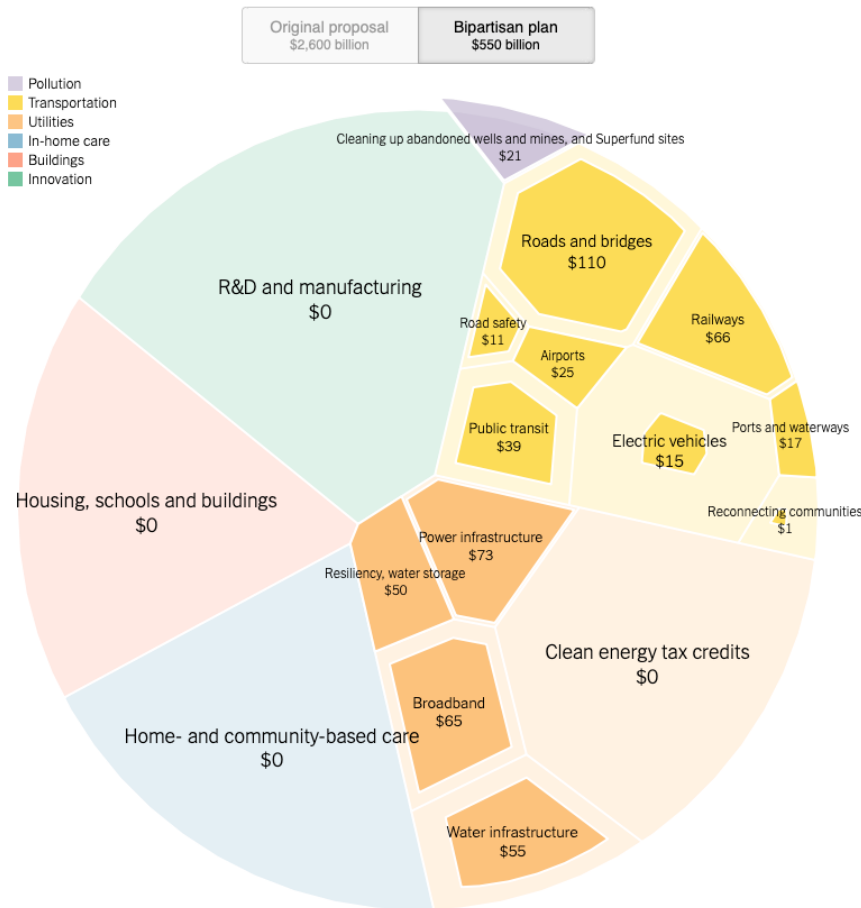 Original proposal
$2,600 billion
Bipartisan plan
$550 billion
Pollution
Transportation
Utilities
In-home care
Buildings
Innovation
Cleaning up abandoned wells and mines, and Superfund sites
$21
Roads and bridges
$110
R&D and manufacturing
$0
Road safety
$11
Railways
$66
Airports
$25
Public transit
$39
Electric vehicles
$15
Ports and waterways
$17
Housing, schools and buildings
$0
Reconnecting communities
$1
Power infrastructure
$73
Resiliency, water storage
$50
Clean energy tax credits
$0
Broadband
$65
Home- and community-based care
$0
Water infrastructure
$55